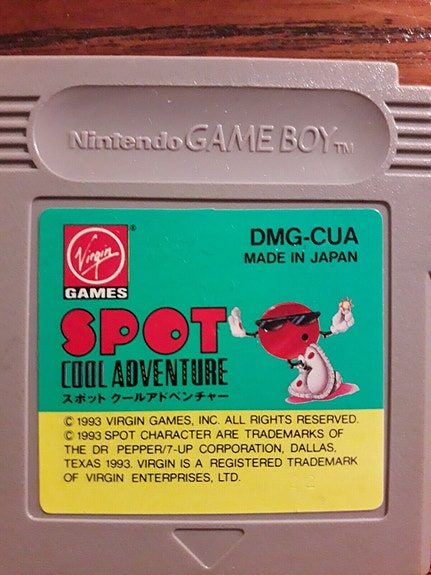 Nintendo GAME BOY TM
Virgin ®
GAMES
DMG-CUA
MADE IN JAPAN
SPOT
COOL ADVENTURE
スポット クールアドベンチャー
© 1993 VIRGIN GAMES, INC. ALL RIGHTS RESERVED.
© 1993 SPOT CHARACTER ARE TRADEMARKS OF
THE DR PEPPER/7-UP CORPORATION, DALLAS,
TEXAS 1993. VIRGIN IS A REGISTERED TRADEMARK
OF VIRGIN ENTERPRISES, LTD.